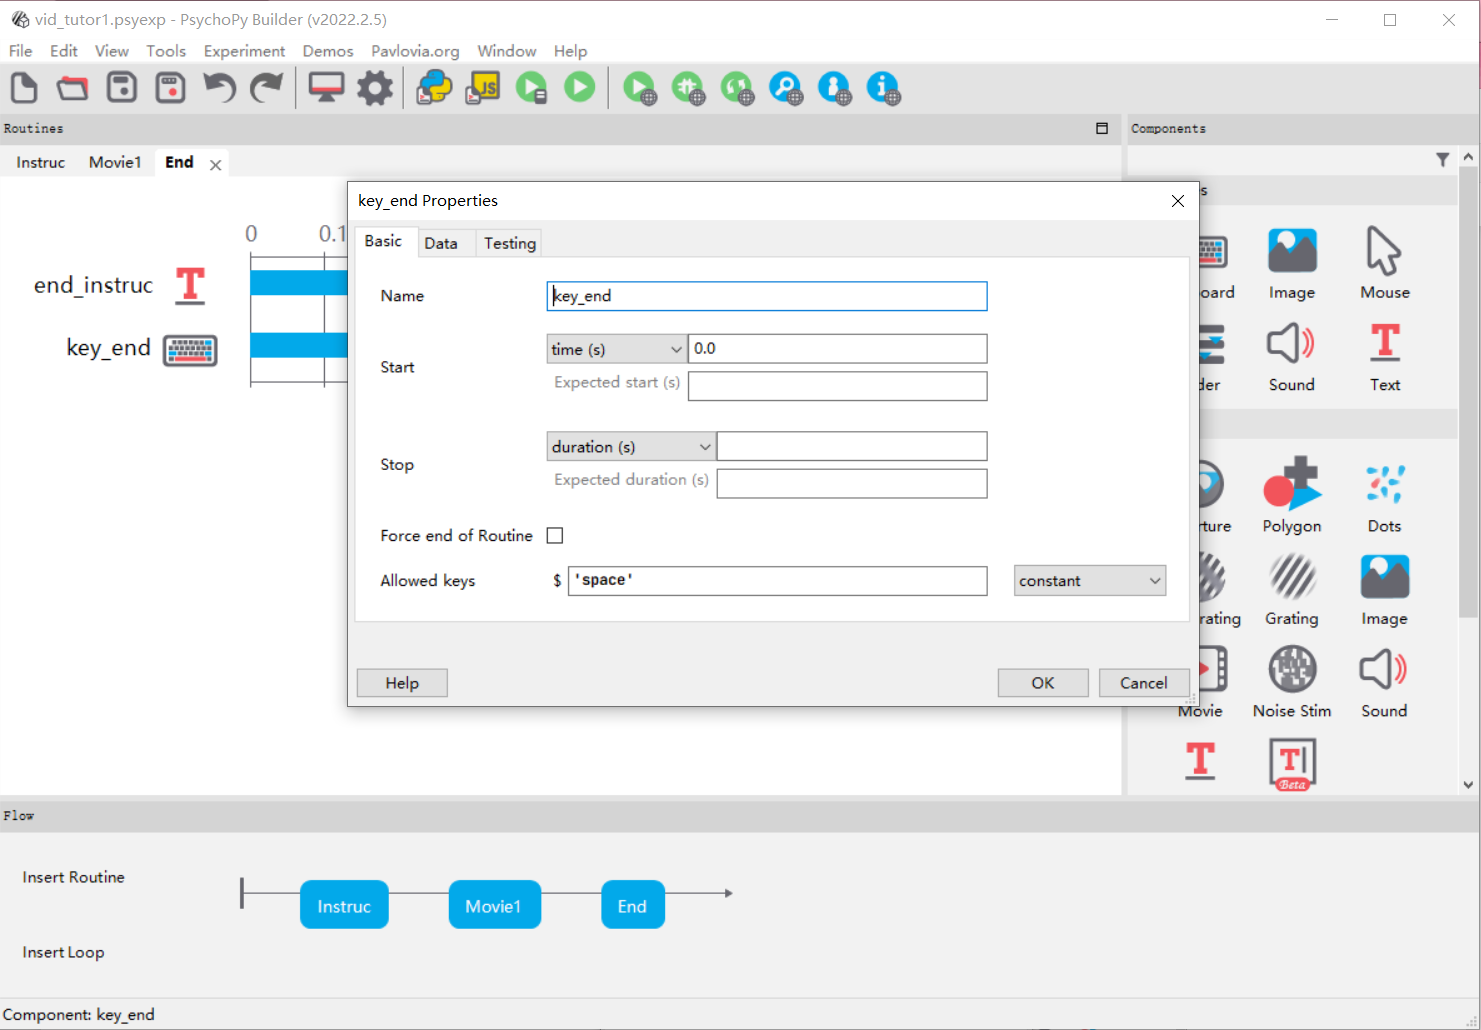 vid_tutor1.psyexp - PsychoPy Builder (v2022.2.5)
File Edit View Tools Experiment Demos Pavlovia.org Window Help
JS
Routines
Components
Instruc Movie1 End
0 0.1
end_instruc
key_end
key_end Properties
Basic Data Testing
Name key_end
Start time (s) 0.0
Expected start (s)
Stop duration (s)
Expected duration (s)
Force end of Routine
Allowed keys $ 'space' constant
Help OK Cancel
s
oard Image Mouse
der Sound Text
rture Polygon Dots
rating Grating Image
Movie Noise Stim Sound
Beta
Flow
Insert Routine
Instruc Movie1 End
Insert Loop
Component: key_end